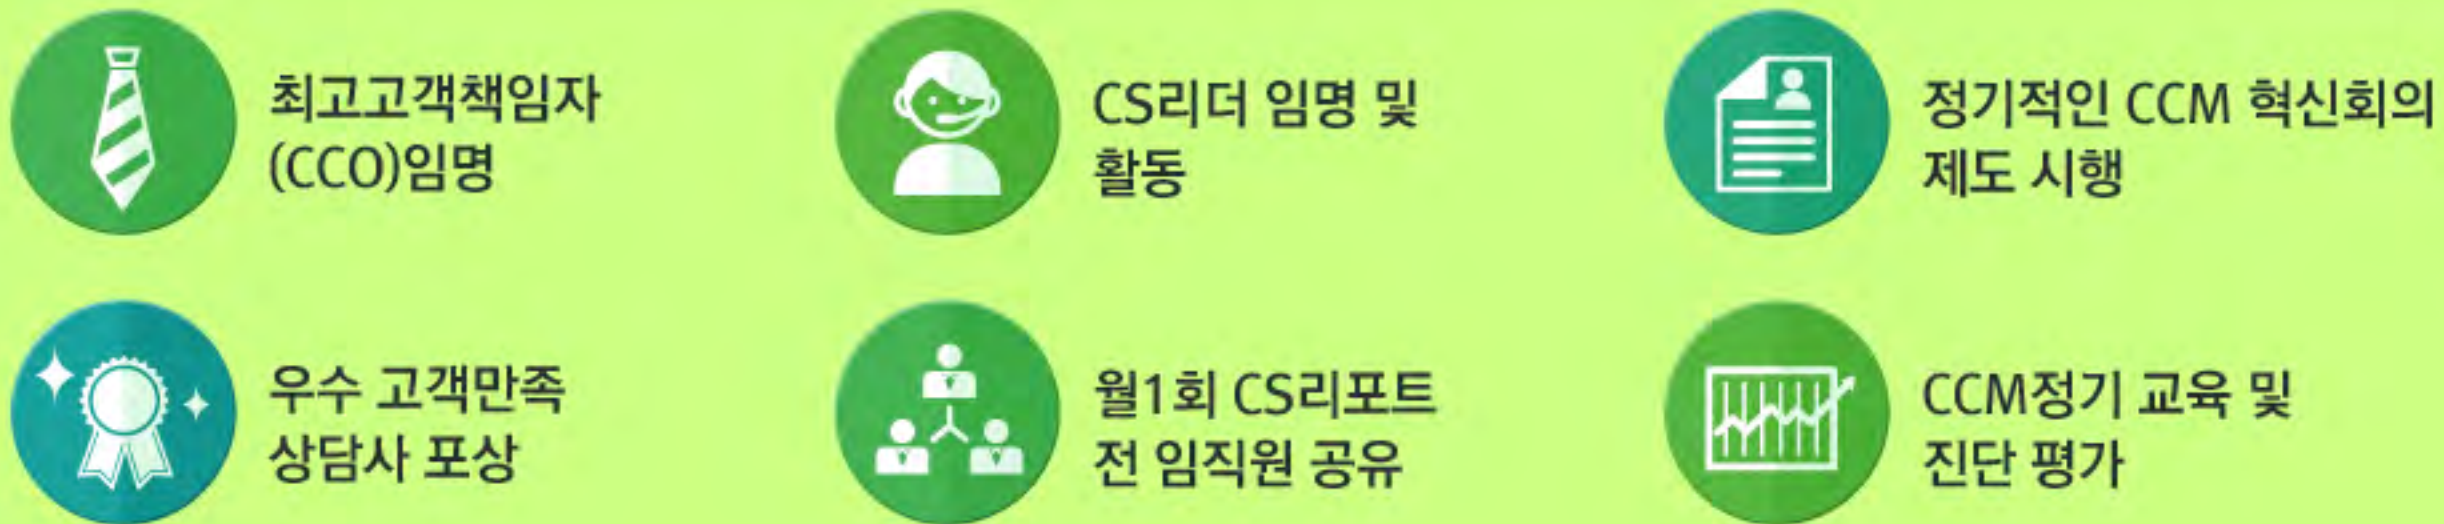 최고고객책임자
(CCO)임명
CS리더 임명 및
활동
정기적인 CCM 혁신회의
제도 시행
우수 고객만족
상담사 포상
월1회 CS리포트
전 임직원 공유
CCM정기 교육 및
진단 평가